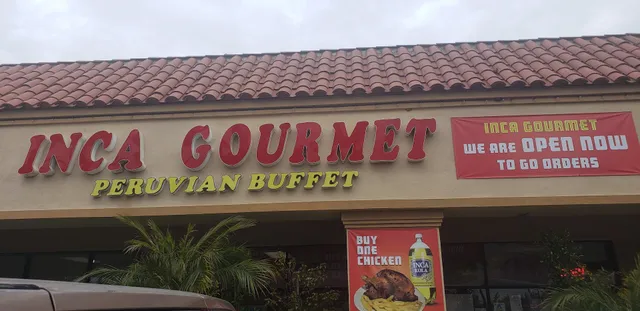 INCA GOURMET
PERUVIAN BUFFET
INCA GOURMET
WE ARE OPEN NOW
TO GO ORDERS
BUY
ONE
CHICKEN
INCA
KOLA